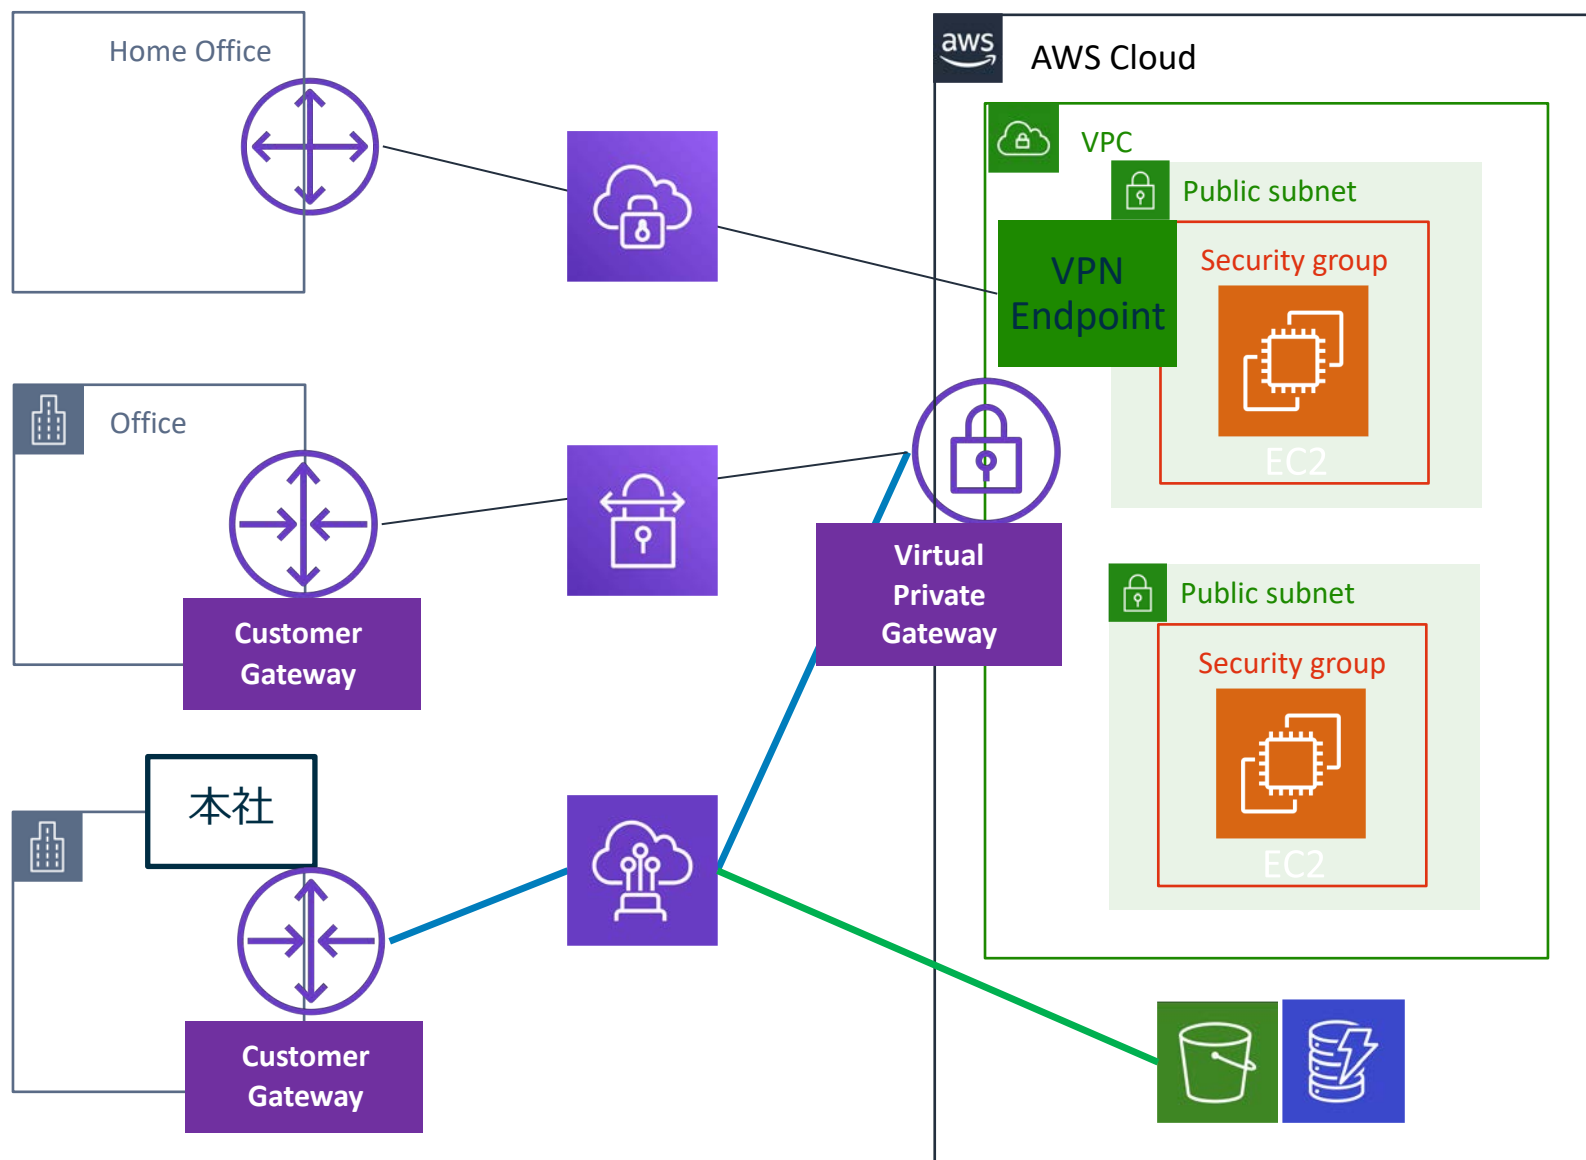 Home Office
aws
AWS Cloud
VPC
Public subnet
Security group
VPN
Endpoint
EC2
Office
Customer
Gateway
Virtual
Private
Gateway
Public subnet
Security group
EC2
本社
Customer
Gateway